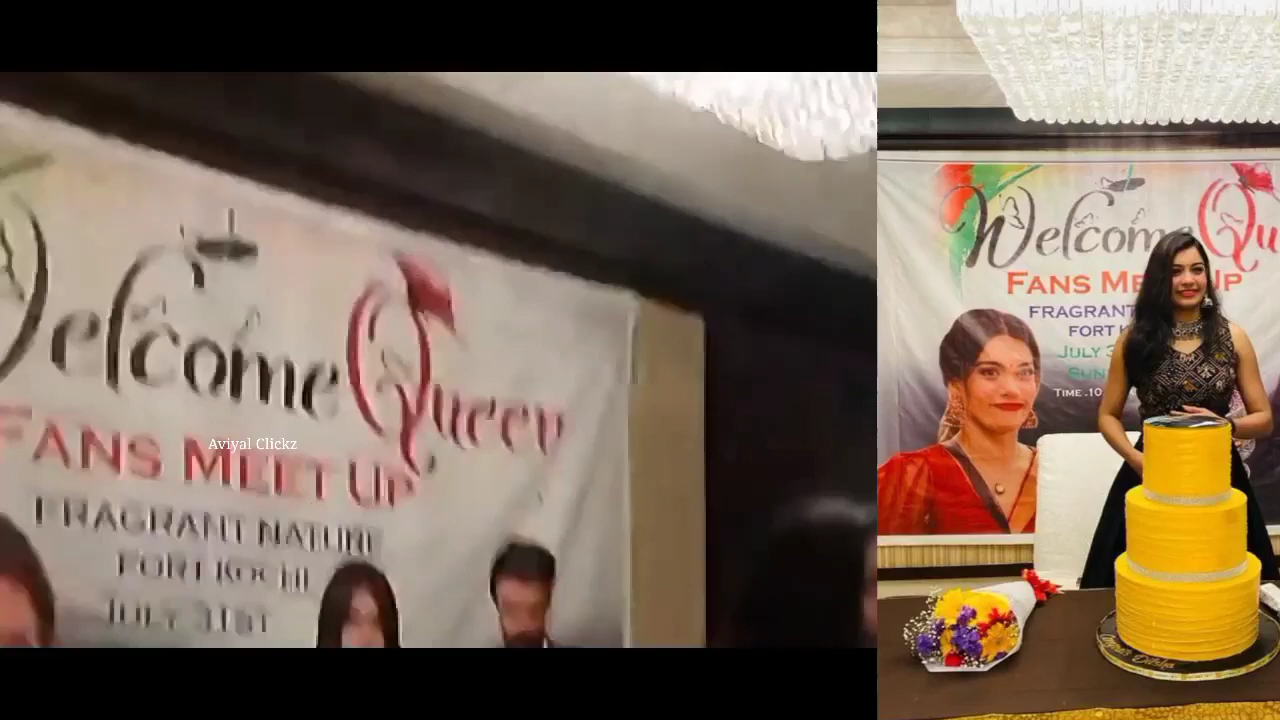 Welcome Queen
FANS MEET UP
Aviyal Clickz
FRAGRANT NATURE
FORT KOCHI
JULY 31ST
Welcome Qu
FANS ME UP
FRAGRANT
FORT
JULY 3
SUN
TIME .10